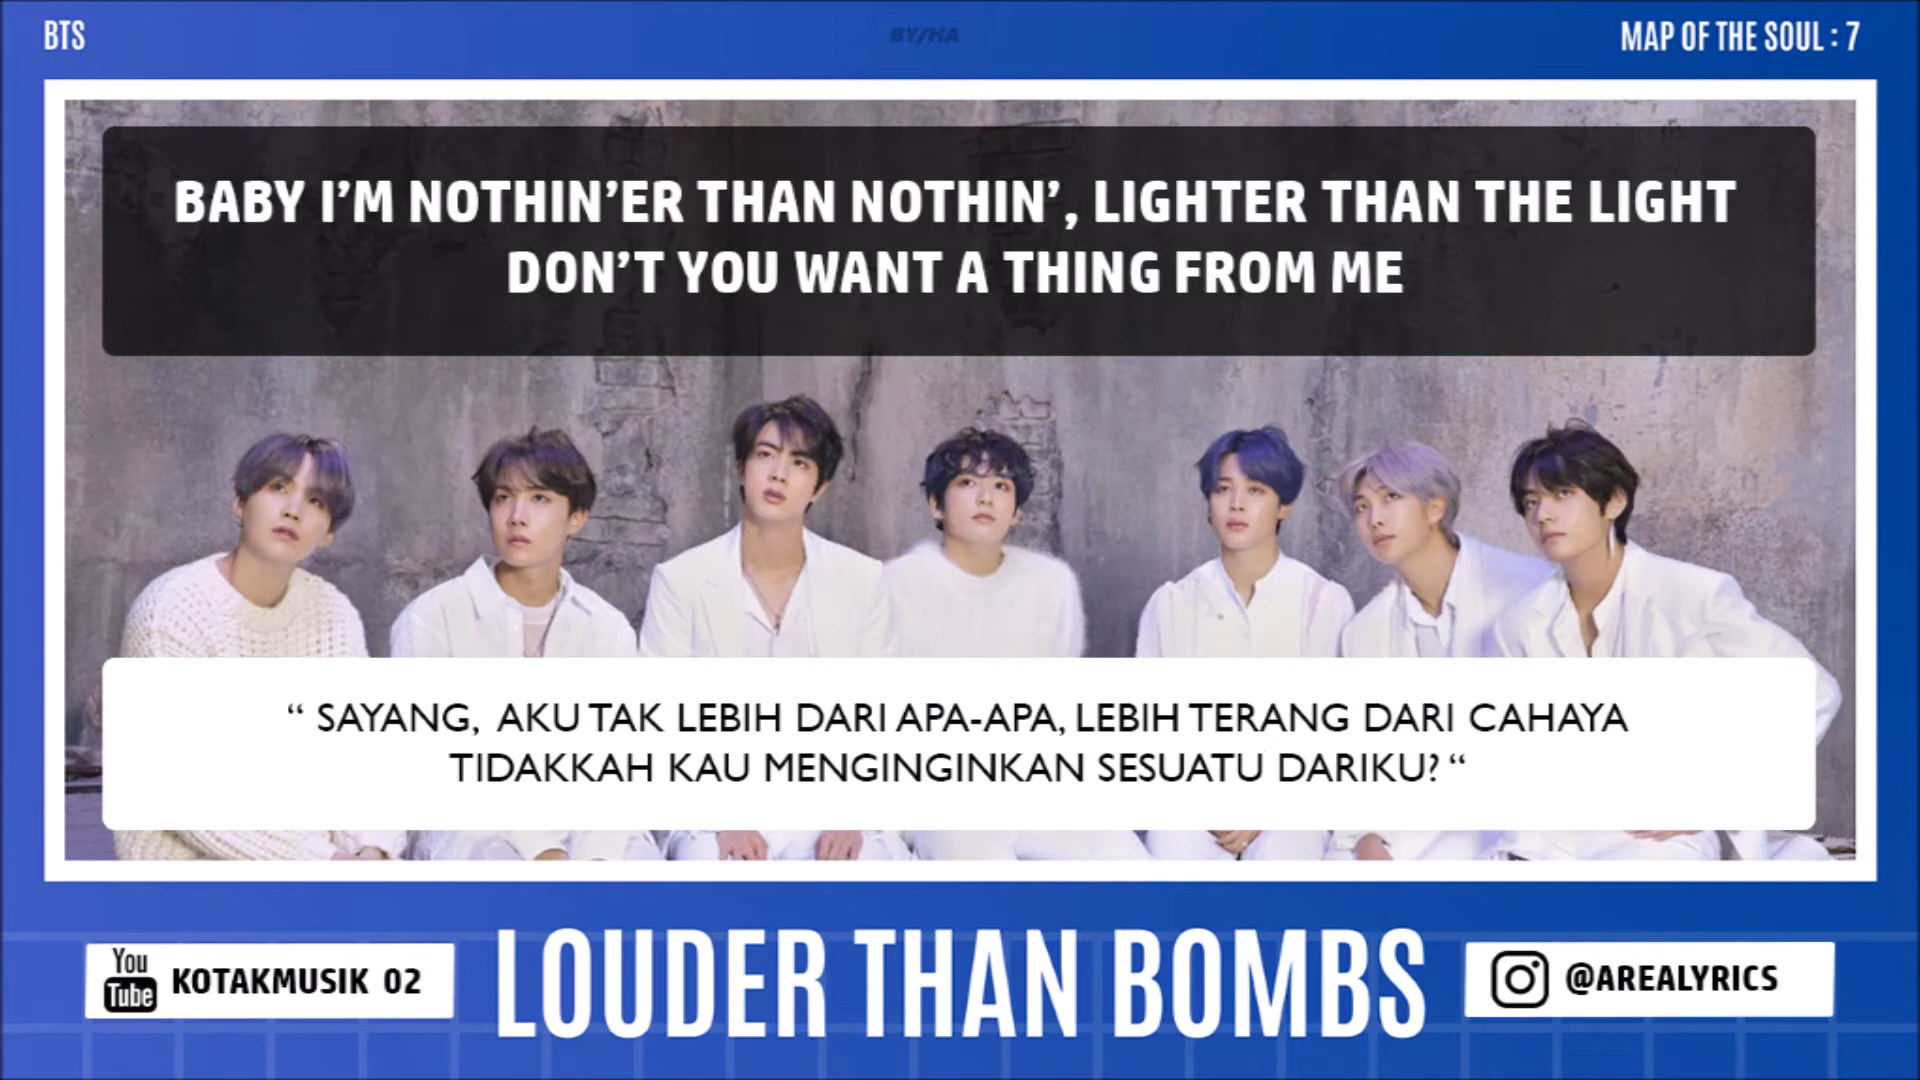 BTS
BY/HA
MAP OF THE SOUL : 7
BABY I’M NOTHIN’ER THAN NOTHIN’, LIGHTER THAN THE LIGHT
DON’T YOU WANT A THING FROM ME
“ SAYANG, AKU TAK LEBIH DARI APA-APA, LEBIH TERANG DARI CAHAYA
TIDAKKAH KAU MENGINGINKAN SESUATU DARIKU? “
You
Tube
KOTAKMUSIK 02
LOUDER THAN BOMBS
@AREALYRICS